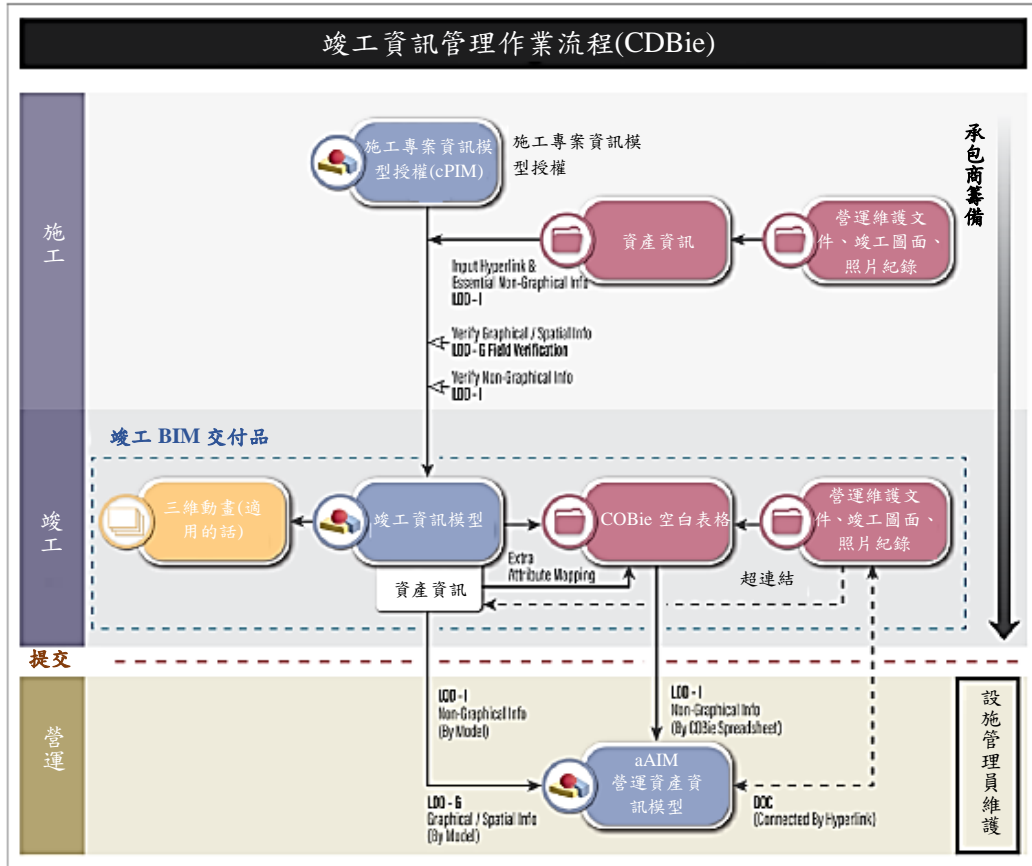 竣工資訊管理作業流程(CDBie)
施工
施工專案資訊模
型授權(cPIM)
施工專案資訊模
型授權
承包商籌備
資產資訊
營運維護文
件、竣工圖面、
照片紀錄
Input Hyperlink &
Essential Non-Graphical Info
LOD - I
Verify Graphical / Spatial Info
LOD - G Field Verification
Verify Non-Graphical Info
LOD - I
竣工
竣工 BIM 交付品
三維動畫(適
用的話)
竣工資訊模型
COBie 空白表格
營運維護文
件、竣工圖面、
照片紀錄
Extra
Attribute Mapping
資產資訊
超連結
提交
營運
LOD - I
Non-Graphical Info
(By Model)
LOD - I
Non-Graphical Info
(By COBie Spreadsheet)
aAIM
營運資產資
訊模型
LOD - G
Graphical / Spatial Info
(By Model)
DOC
(Connected By Hyperlink)
設施管理員維護